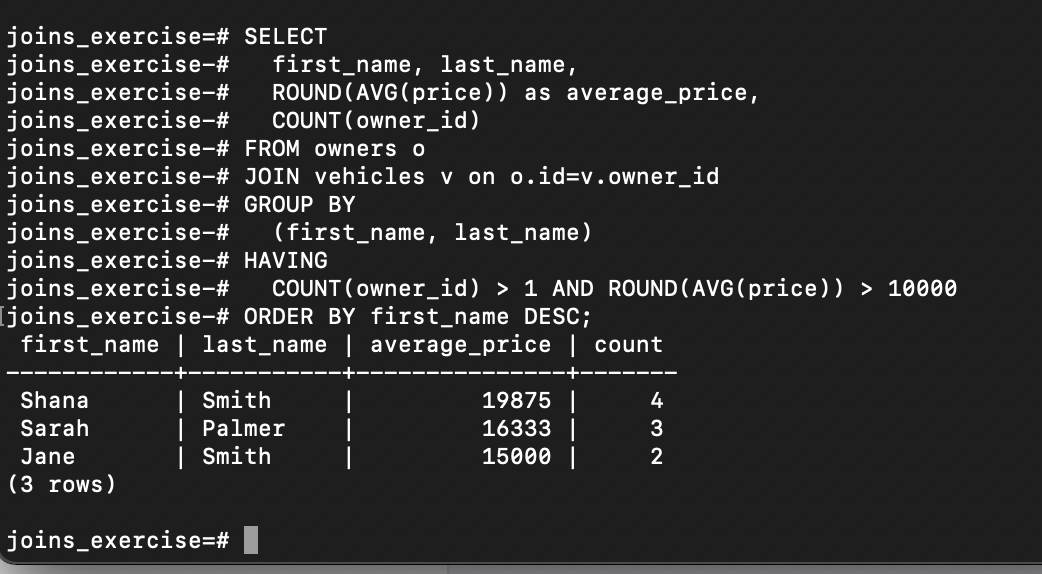 joins_exercise=# SELECT
joins_exercise-#   first_name, last_name,
joins_exercise-#   ROUND(AVG(price)) as average_price,
joins_exercise-#   COUNT(owner_id)
joins_exercise-# FROM owners o
joins_exercise-# JOIN vehicles v on o.id=v.owner_id
joins_exercise-# GROUP BY
joins_exercise-#   (first_name, last_name)
joins_exercise-# HAVING
joins_exercise-#   COUNT(owner_id) > 1 AND ROUND(AVG(price)) > 10000
joins_exercise-# ORDER BY first_name DESC;
 first_name | last_name | average_price | count
------------+-----------+---------------+-------
 Shana      | Smith     |         19875 |     4
 Sarah      | Palmer    |         16333 |     3
 Jane       | Smith     |         15000 |     2
(3 rows)
joins_exercise=#